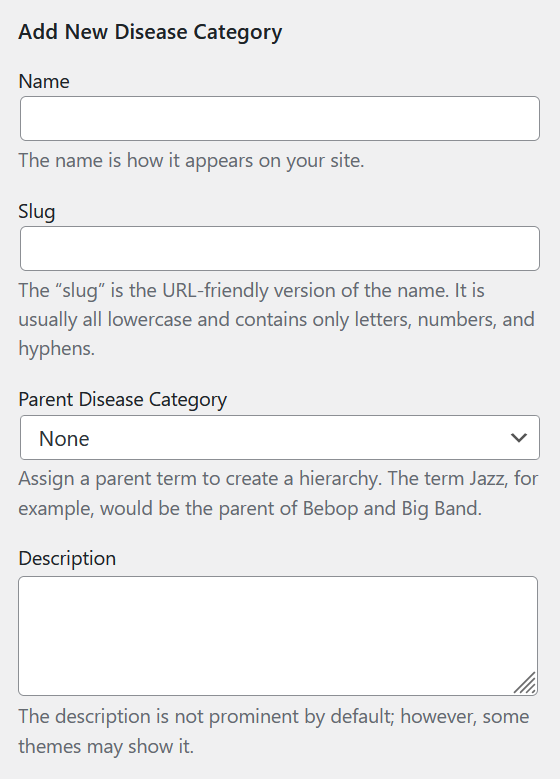 Add New Disease Category
Name
The name is how it appears on your site.
Slug
The “slug” is the URL-friendly version of the name. It is
usually all lowercase and contains only letters, numbers, and
hyphens.
Parent Disease Category
None
Assign a parent term to create a hierarchy. The term Jazz, for
example, would be the parent of Bebop and Big Band.
Description
The description is not prominent by default; however, some
themes may show it.